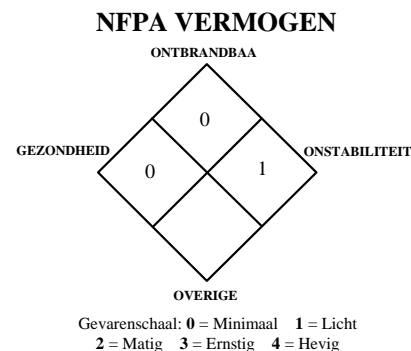 NFPA VERMOGEN
ONTBRANDBAA
0
GEZONDHEID
ONSTABILITEIT
0
1
OVERIGE
Gevarenschaal: 0 = Minimaal 1 = Licht
2 = Matig 3 = Ernstig 4 = Hevig